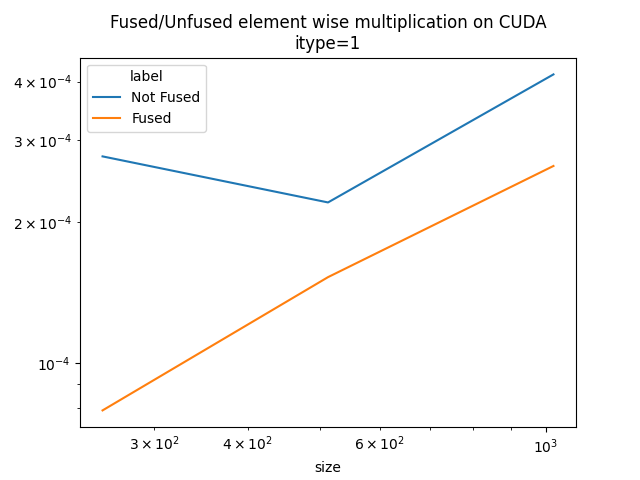 Fused/Unfused element wise multiplication on CUDA
itype=1
label
Not Fused
Fused
4 × 10⁻⁴
3 × 10⁻⁴
2 × 10⁻⁴
10⁻⁴
3 × 10² 4 × 10² 6 × 10² 10³
size